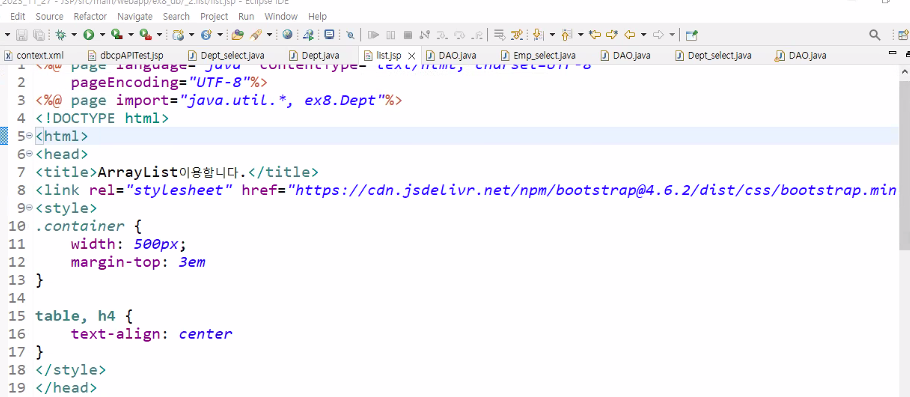 _2023_11_27 - JSP/src/main/webapp/ex8_db/_2.list/list.jsp - Eclipse IDE
Source Refactor Navigate Search Project Run Window Help
context.xml dbcpAPITest.jsp Dept_select.java Dept.java list.jsp DAO.java Emp_select.java DAO.java Dept_select.java DAO.java
1 <%@ page language="java" contentType="text/html; charset=UTF-8"
2 pageEncoding="UTF-8"%>
3 <%@ page import="java.util.*, ex8.Dept"%>
4 <!DOCTYPE html>
5 <html>
6 <head>
7 <title>ArrayList이용합니다.</title>
8 <link rel="stylesheet" href="https://cdn.jsdelivr.net/npm/bootstrap@4.6.2/dist/css/bootstrap.min
9 <style>
10 .container {
11 width: 500px;
12 margin-top: 3em
13 }
14
15 table, h4 {
16 text-align: center
17 }
18 </style>
19 </head>